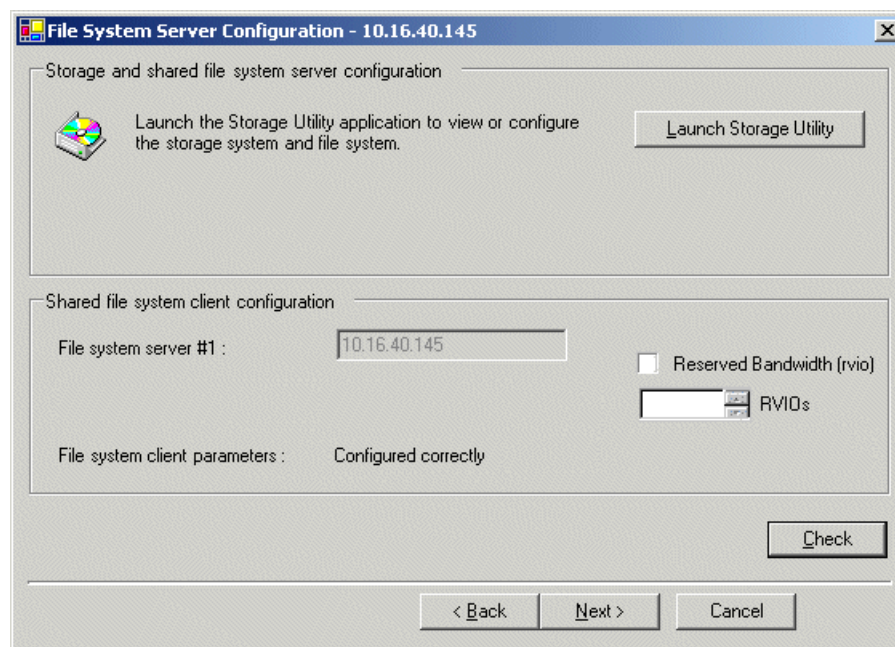 File System Server Configuration - 10.16.40.145
Storage and shared file system server configuration
Launch the Storage Utility application to view or configure
the storage system and file system.
Launch Storage Utility
Shared file system client configuration
File system server #1 :
10.16.40.145
Reserved Bandwidth (rvio)
RVIOs
File system client parameters :
Configured correctly
Check
< Back
Next >
Cancel